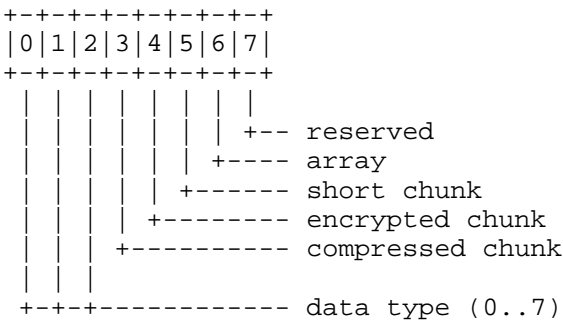 +-+-+-+-+-+-+-+-+
|0|1|2|3|4|5|6|7|
+-+-+-+-+-+-+-+-+
 | | | | | | | |
 | | | | | | | +-- reserved
 | | | | | | +---- array
 | | | | | +------ short chunk
 | | | | +-------- encrypted chunk
 | | | +---------- compressed chunk
 | | |
 +-+-+------------ data type (0..7)